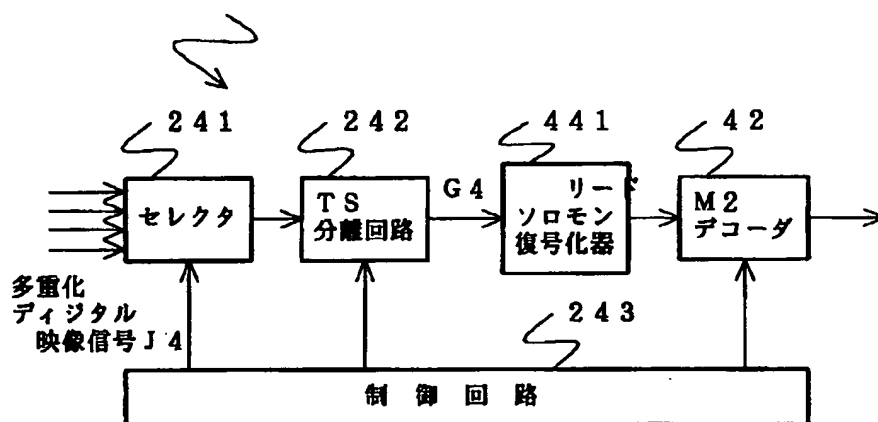 241
242
441
42
セレクタ
TS
分離回路
G4
リード
ソロモン
復号化器
M2
デコーダ
多重化
ディジタル
映像信号J4
243
制御回路